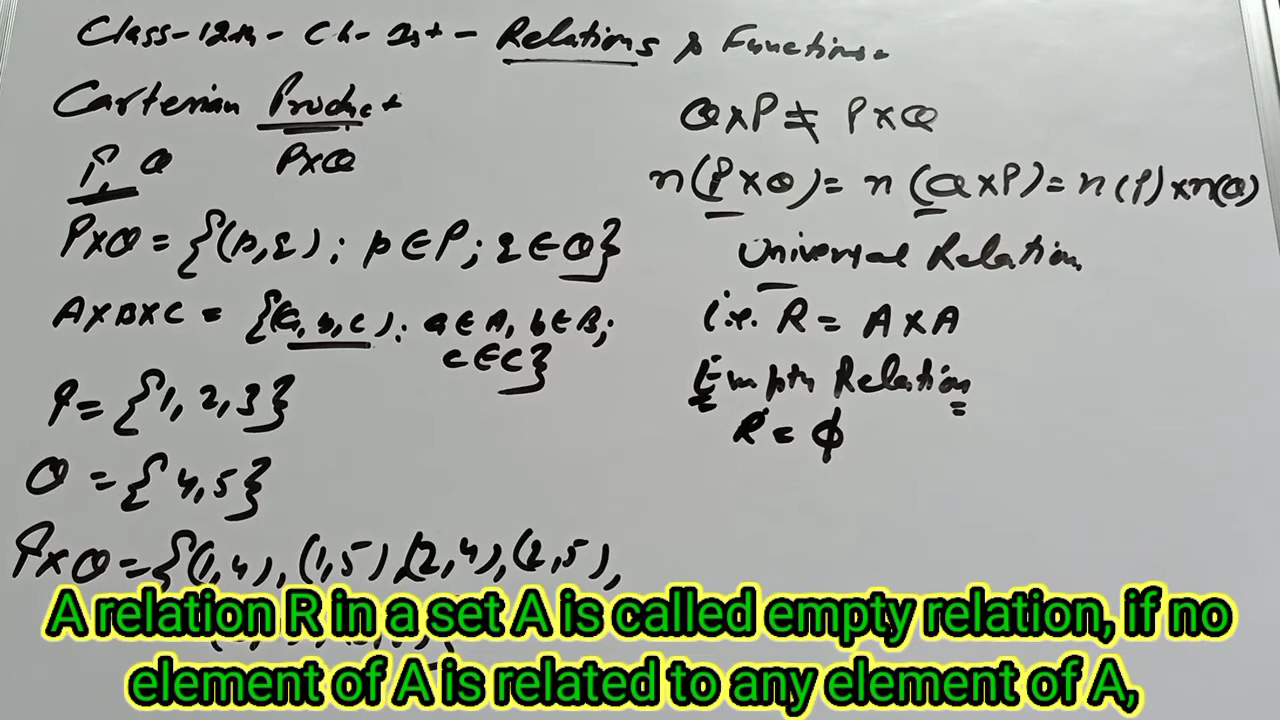 Class-12th - Ch- 1st - Relations & Functions.
Cartesian Product
P, Q P×Q
P×Q = {(p,q) ; p∈P; q∈Q}
A×B×C = {(a, b, c); a∈A, b∈B;
c∈C}
P= {1, 2, 3}
Q = { 4, 5}
P×Q = {(1,4), (1,5), (2,4), (2,5),
Q×P ≠ P×Q
n(P×Q)= n(Q×P)= n(P)×n(Q)
Universal Relation
i.e. R = A×A
Empty Relation
R= ϕ
A relation R in a set A is called empty relation, if no
element of A is related to any element of A,